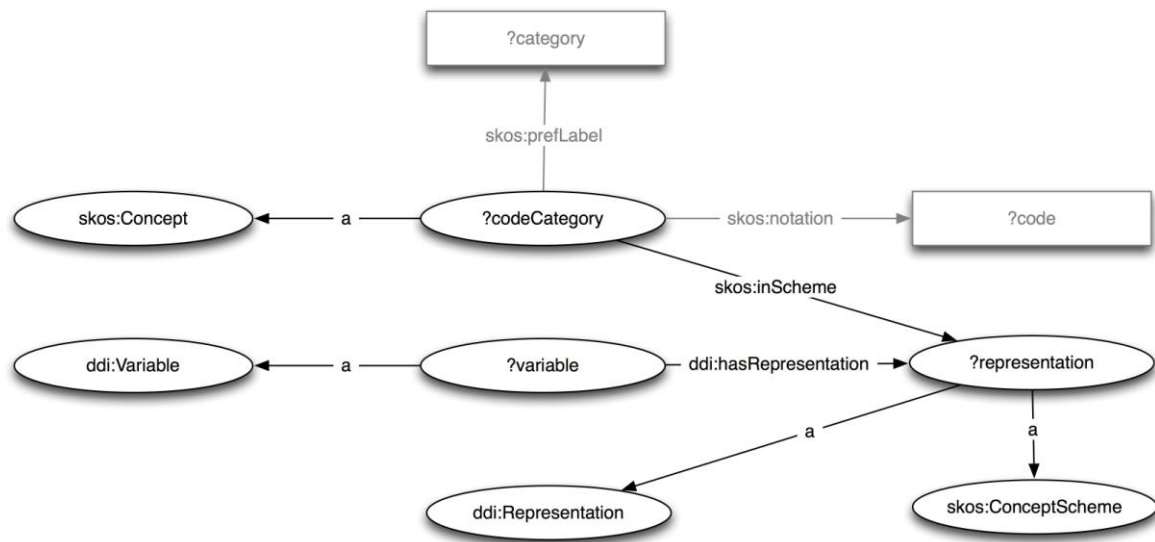 ?category
skos:prefLabel
skos:Concept
a
?codeCategory
skos:notation
?code
skos:inScheme
ddi:Variable
a
?variable
ddi:hasRepresentation
?representation
a
a
ddi:Representation
skos:ConceptScheme